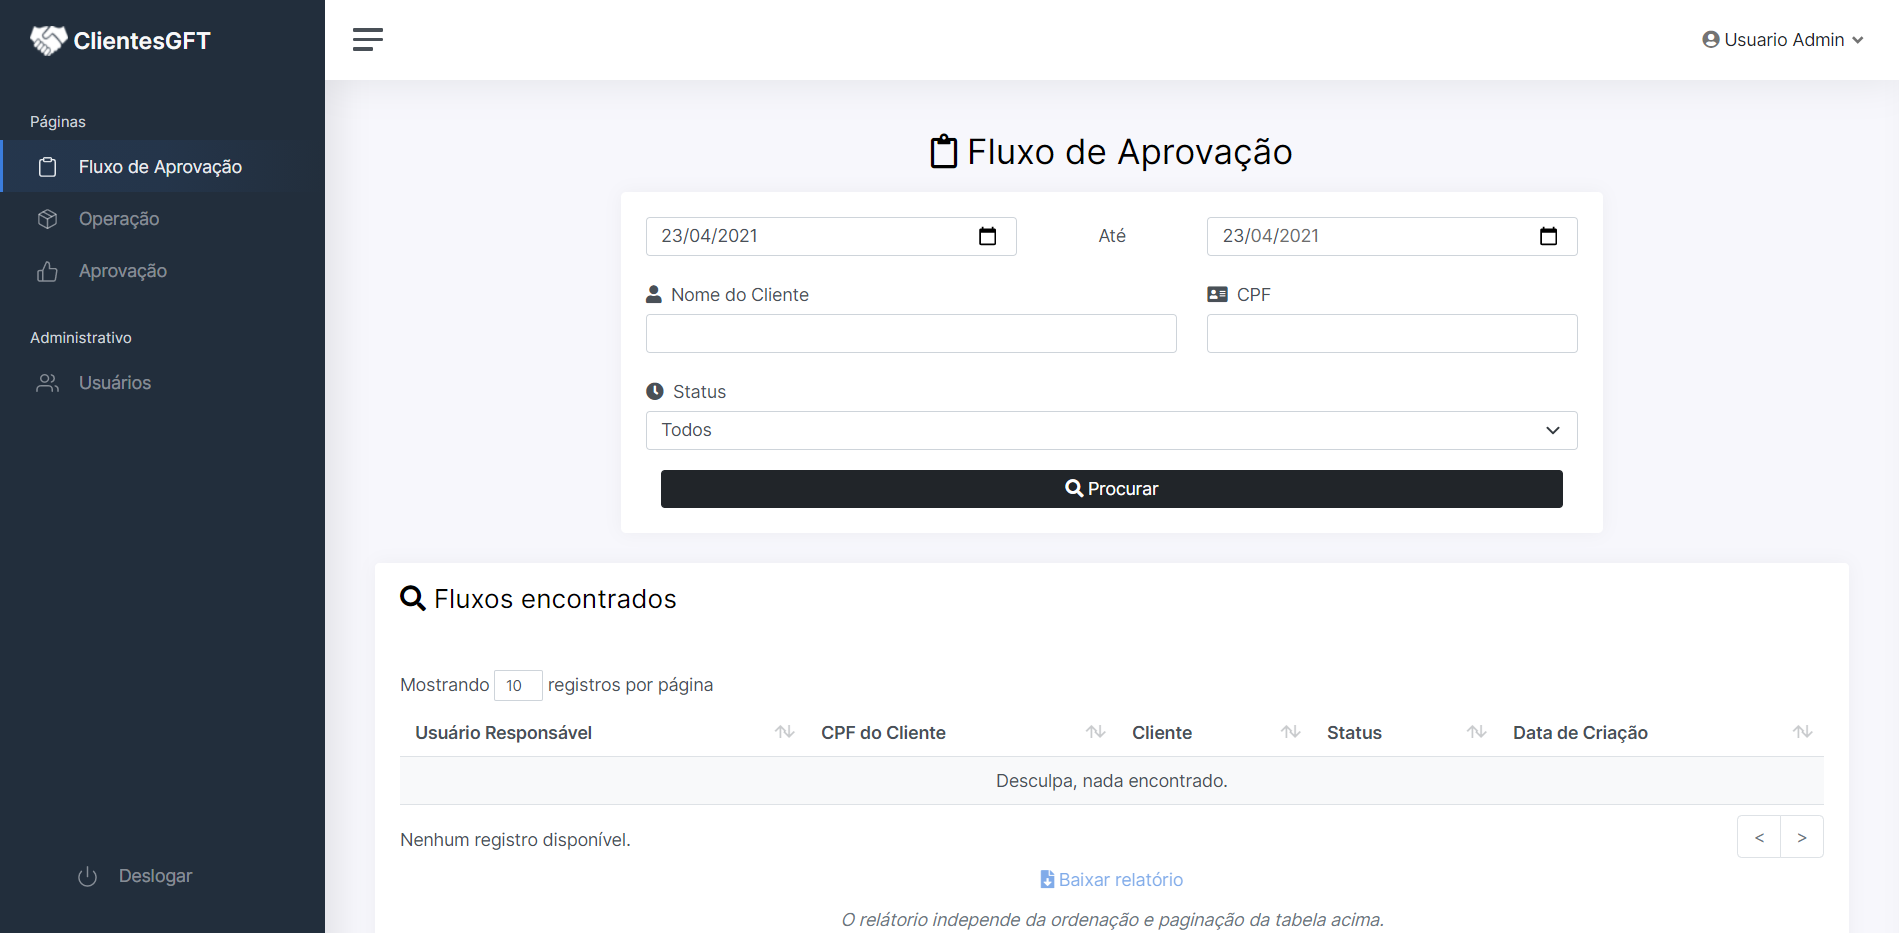 ClientesGFT
Usuario Admin
Páginas
Fluxo de Aprovação
Operação
Aprovação
Administrativo
Usuários
Deslogar
Fluxo de Aprovação
23/04/2021 Até 23/04/2021
Nome do Cliente CPF
Status
Todos
Procurar
Fluxos encontrados
Mostrando 10 registros por página
Usuário Responsável CPF do Cliente Cliente Status Data de Criação
Desculpa, nada encontrado.
Nenhum registro disponível. < >
Baixar relatório
O relátorio independe da ordenação e paginação da tabela acima.